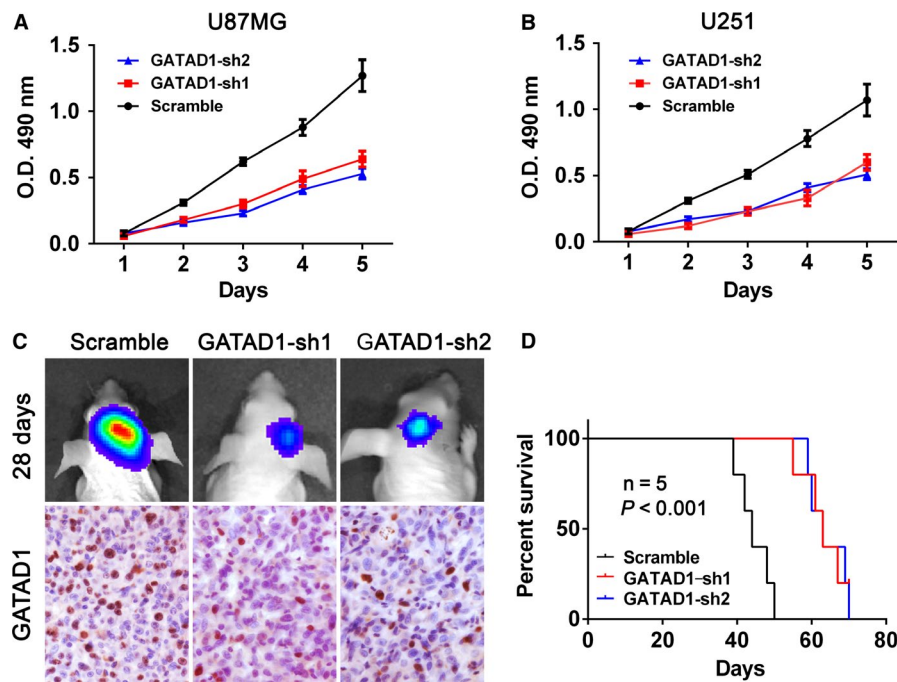 A
U87MG
GATAD1-sh2
GATAD1-sh1
Scramble
O.D. 490 nm
1.5
1.0
0.5
0.0
1 2 3 4 5
Days
B
U251
GATAD1-sh2
GATAD1-sh1
Scramble
O.D. 490 nm
1.5
1.0
0.5
0.0
1 2 3 4 5
Days
C
Scramble GATAD1-sh1 GATAD1-sh2
28 days
GATAD1
D
Percent survival
100
50
0
n = 5
P < 0.001
Scramble
GATAD1-sh1
GATAD1-sh2
0 20 40 60 80
Days